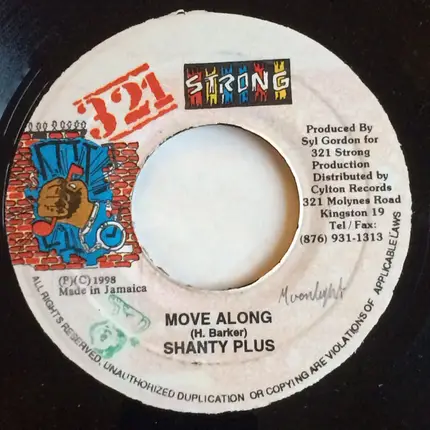 321
STRONG
Produced By
Syl Gordon for
321 Strong
Production
Distributed by
Cylton Records
321 Molynes Road
Kingston 19
Tel / Fax:
(876) 931-1313
(P)(C) 1998
Made in Jamaica
Moonlight
MOVE ALONG
(H. Barker)
SHANTY PLUS
ALL RIGHTS RESERVED, UNAUTHORIZED DUPLICATION OR COPYING ARE VIOLATIONS OF APPLICABLE LAWS